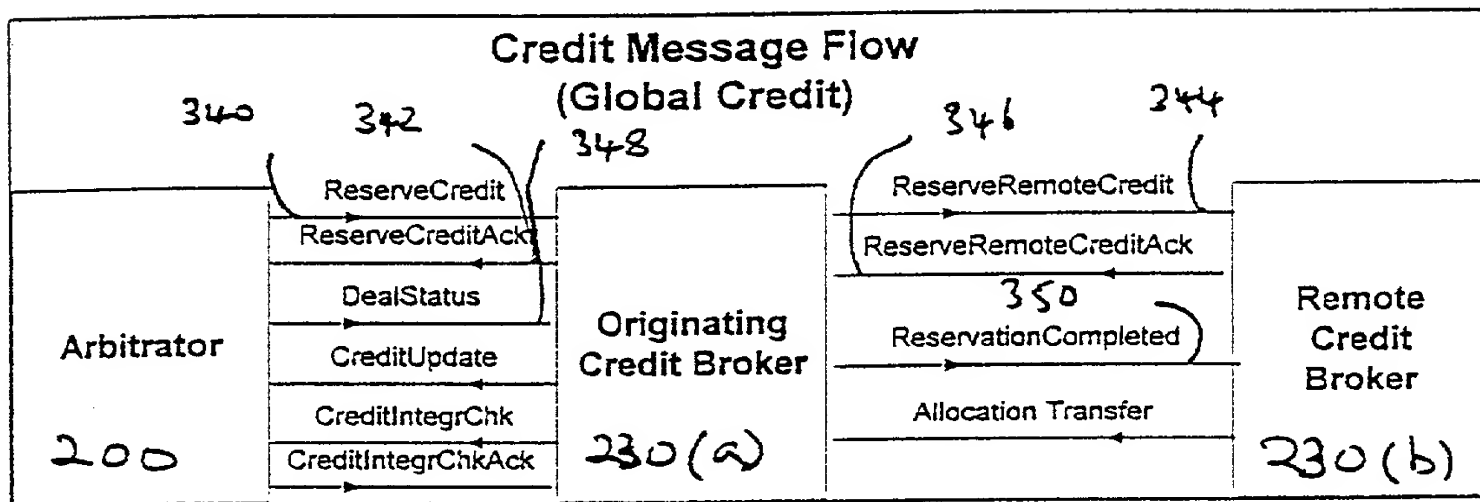 Credit Message Flow
(Global Credit)
340 342 348 346 344
ReserveCredit
ReserveCreditAck
DealStatus
CreditUpdate
CreditIntegrChk
CreditIntegrChkAck
Arbitrator
200
Originating
Credit Broker
230(a)
ReserveRemoteCredit
ReserveRemoteCreditAck
350
ReservationCompleted
Allocation Transfer
Remote
Credit
Broker
230(b)